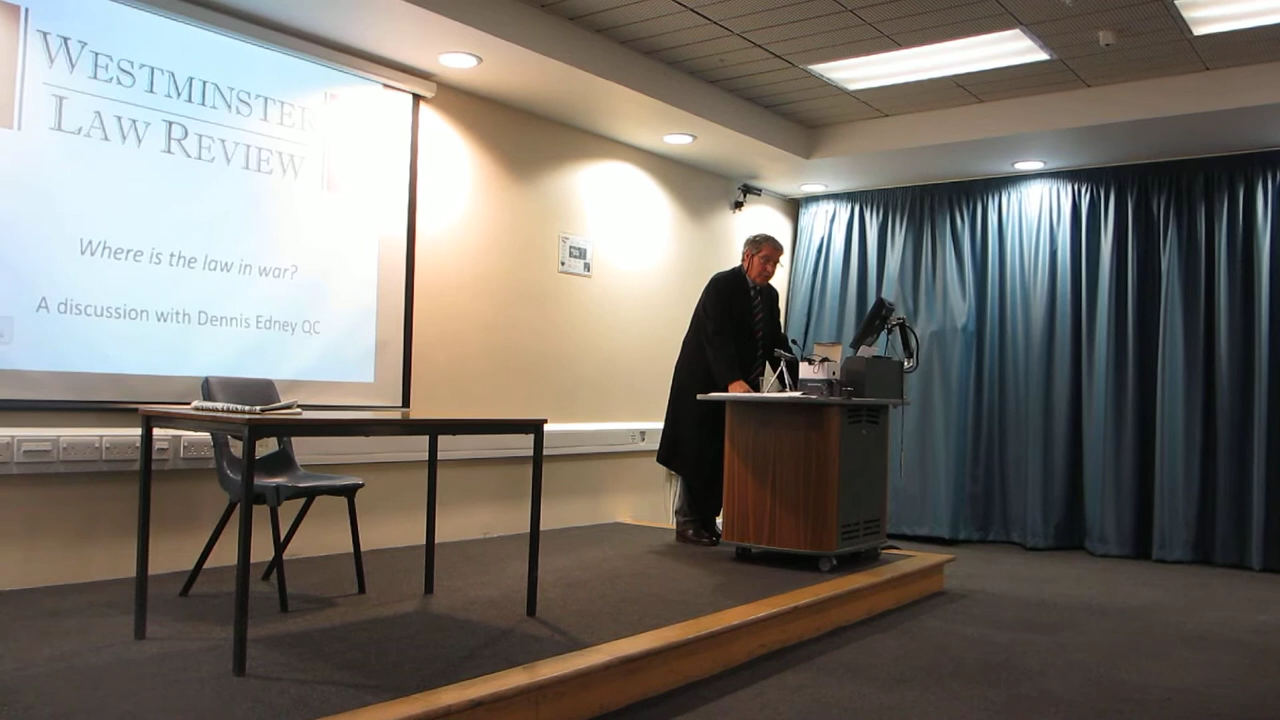 WESTMINSTER
LAW REVIEW
Where is the law in war?
A discussion with Dennis Edney QC